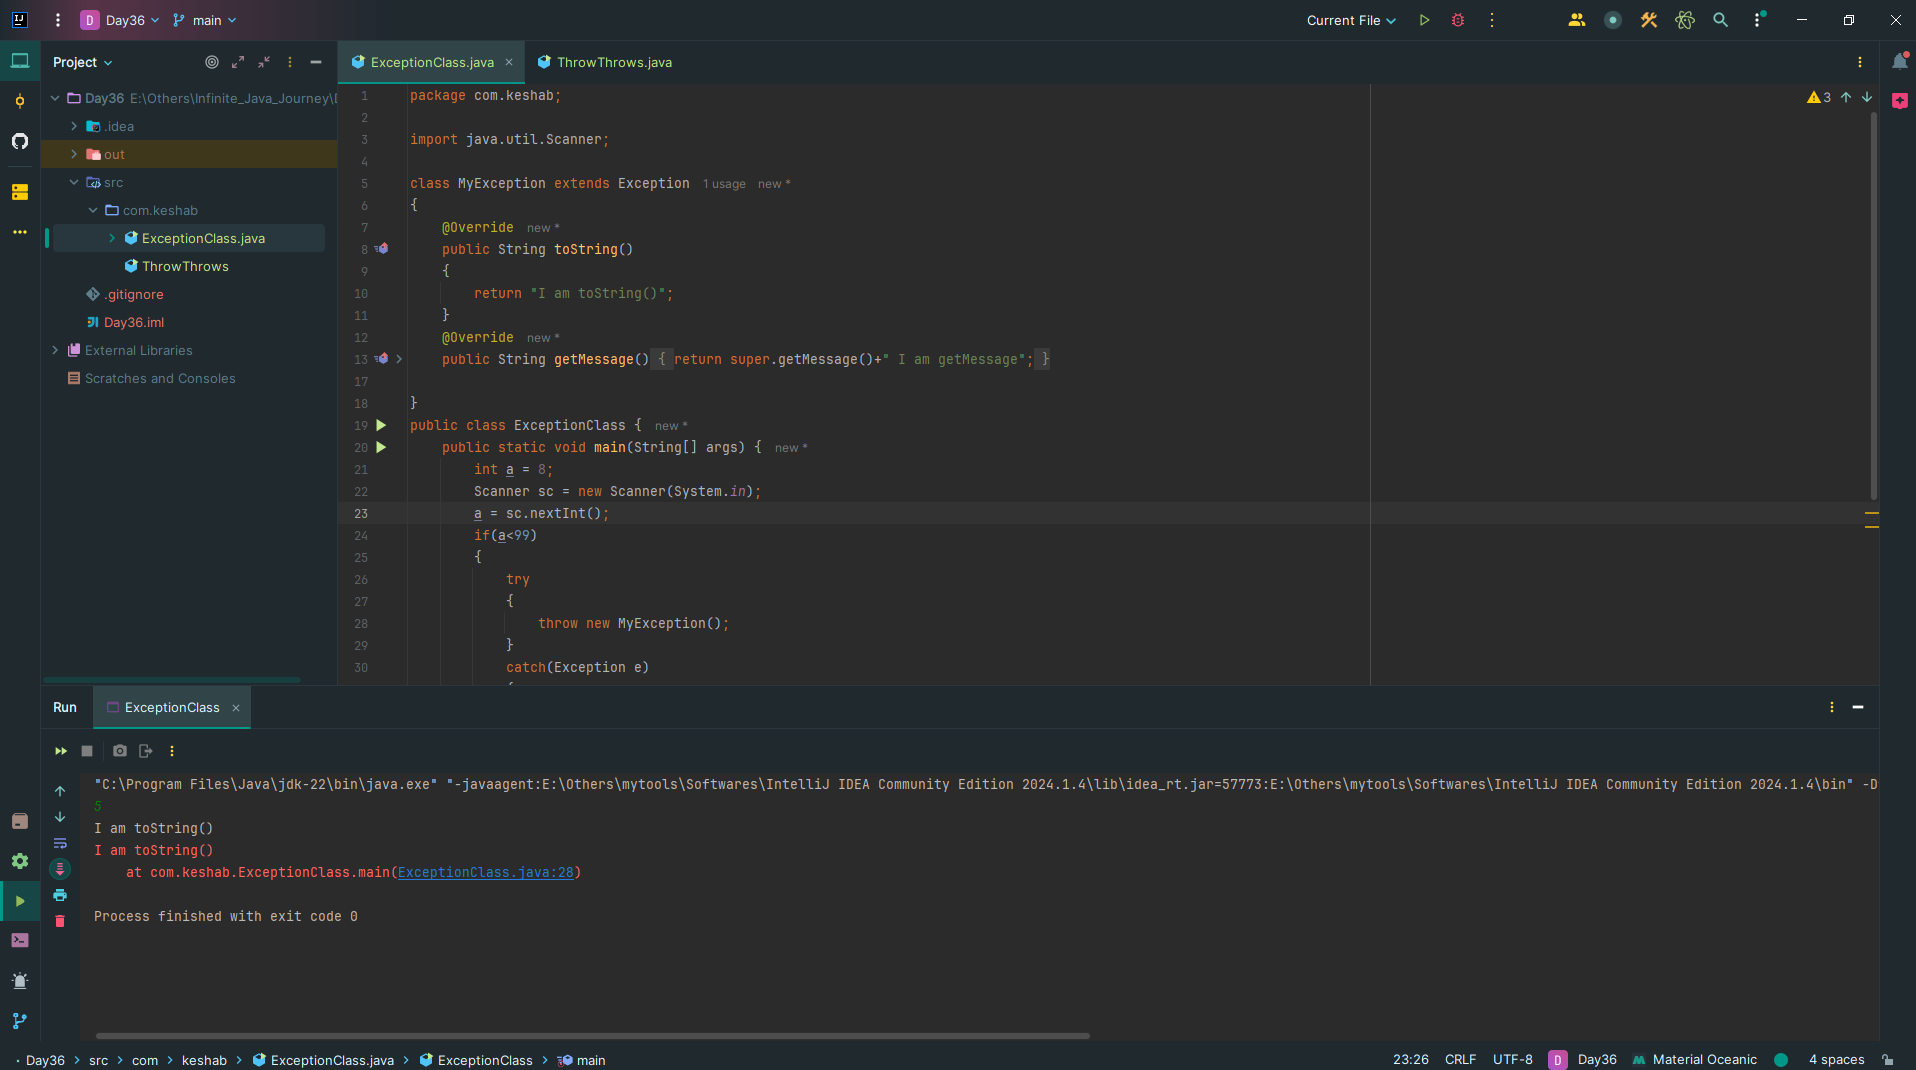 D Day36 main Current File
Project ExceptionClass.java ThrowThrows.java
Day36 E:\Others\Infinite_Java_Journey\
.idea
out
src
com.keshab
ExceptionClass.java
ThrowThrows
.gitignore
Day36.iml
External Libraries
Scratches and Consoles
3
1 package com.keshab;
2
3 import java.util.Scanner;
4
5 class MyException extends Exception 1 usage new *
6 {
7 @Override new *
8 public String toString()
9 {
10 return "I am toString()";
11 }
12 @Override new *
13 public String getMessage() { return super.getMessage()+" I am getMessage"; }
17
18 }
19 public class ExceptionClass { new *
20 public static void main(String[] args) { new *
21 int a = 8;
22 Scanner sc = new Scanner(System.in);
23 a = sc.nextInt();
24 if(a<99)
25 {
26 try
27 {
28 throw new MyException();
29 }
30 catch(Exception e)
Run ExceptionClass
"C:\Program Files\Java\jdk-22\bin\java.exe" "-javaagent:E:\Others\mytools\Softwares\IntelliJ IDEA Community Edition 2024.1.4\lib\idea_rt.jar=57773:E:\Others\mytools\Softwares\IntelliJ IDEA Community Edition 2024.1.4\bin" -D
5
I am toString()
I am toString()
at com.keshab.ExceptionClass.main(ExceptionClass.java:28)
Process finished with exit code 0
Day36 > src > com > keshab > ExceptionClass.java > ExceptionClass > main 23:26 CRLF UTF-8 D Day36 Material Oceanic 4 spaces